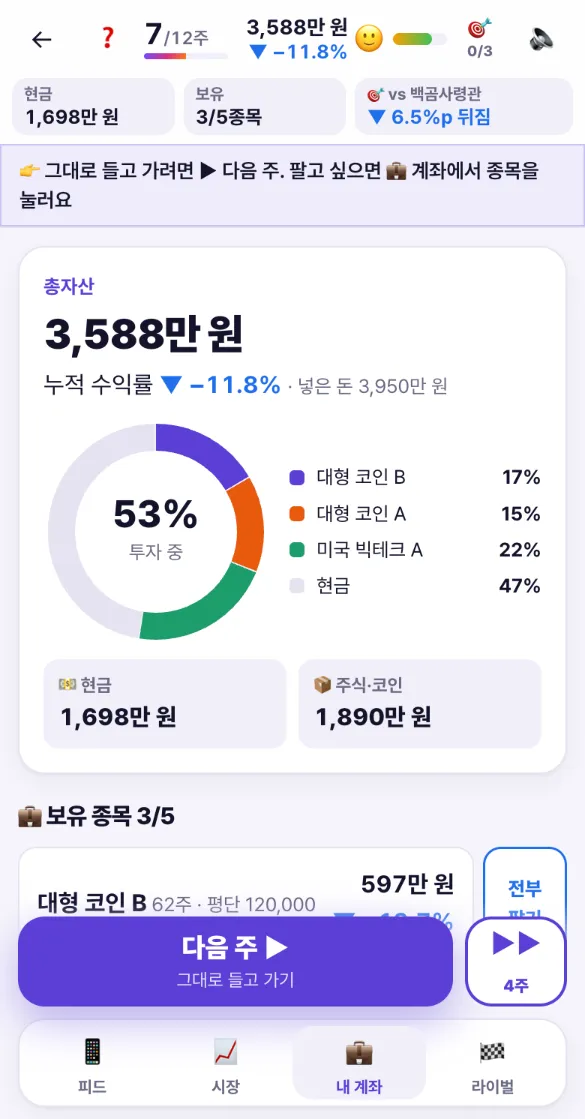 ← ❓ 7/12주 3,588만 원 ▼ −11.8% 0/3
현금
1,698만 원
보유
3/5종목
🎯 vs 백곰사령관
▼ 6.5%p 뒤짐
👉 그대로 들고 가려면 ▶ 다음 주. 팔고 싶으면 💼 계좌에서 종목을
눌러요
총자산
3,588만 원
누적 수익률 ▼ −11.8% · 넣은 돈 3,950만 원
53%
투자 중
대형 코인 B 17%
대형 코인 A 15%
미국 빅테크 A 22%
현금 47%
💵 현금
1,698만 원
📦 주식·코인
1,890만 원
💼 보유 종목 3/5
597만 원
대형 코인 B 62주 · 평단 120,000
전부
팔기
다음 주 ▶
그대로 들고 가기
▶▶
4주
피드
시장
내 계좌
라이벌